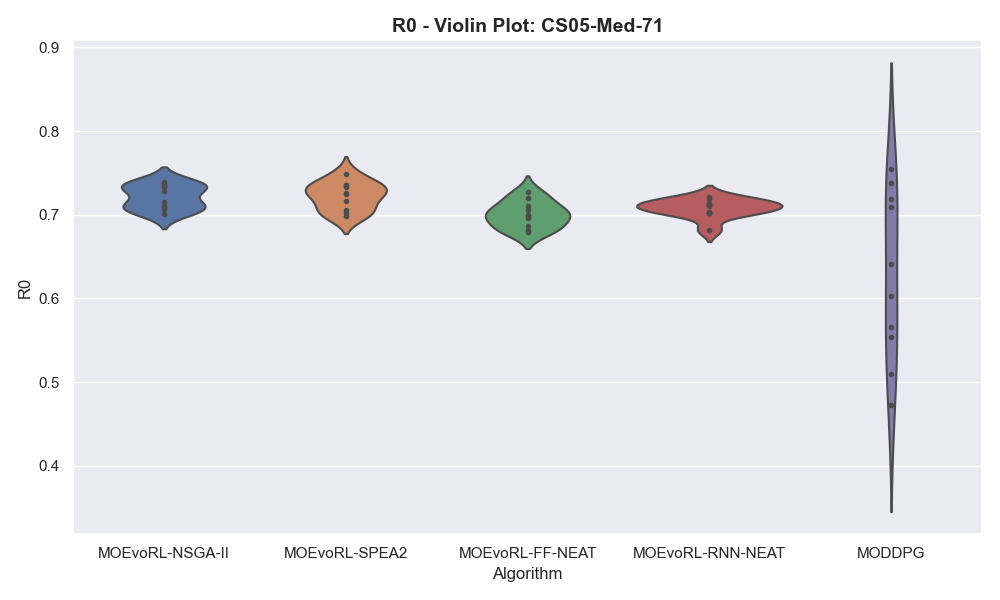 R0 - Violin Plot: CS05-Med-71
0.9
0.8
0.7
0.6
0.5
0.4
R0
MOEvoRL-NSGA-II
MOEvoRL-SPEA2
MOEvoRL-FF-NEAT
MOEvoRL-RNN-NEAT
MODDPG
Algorithm